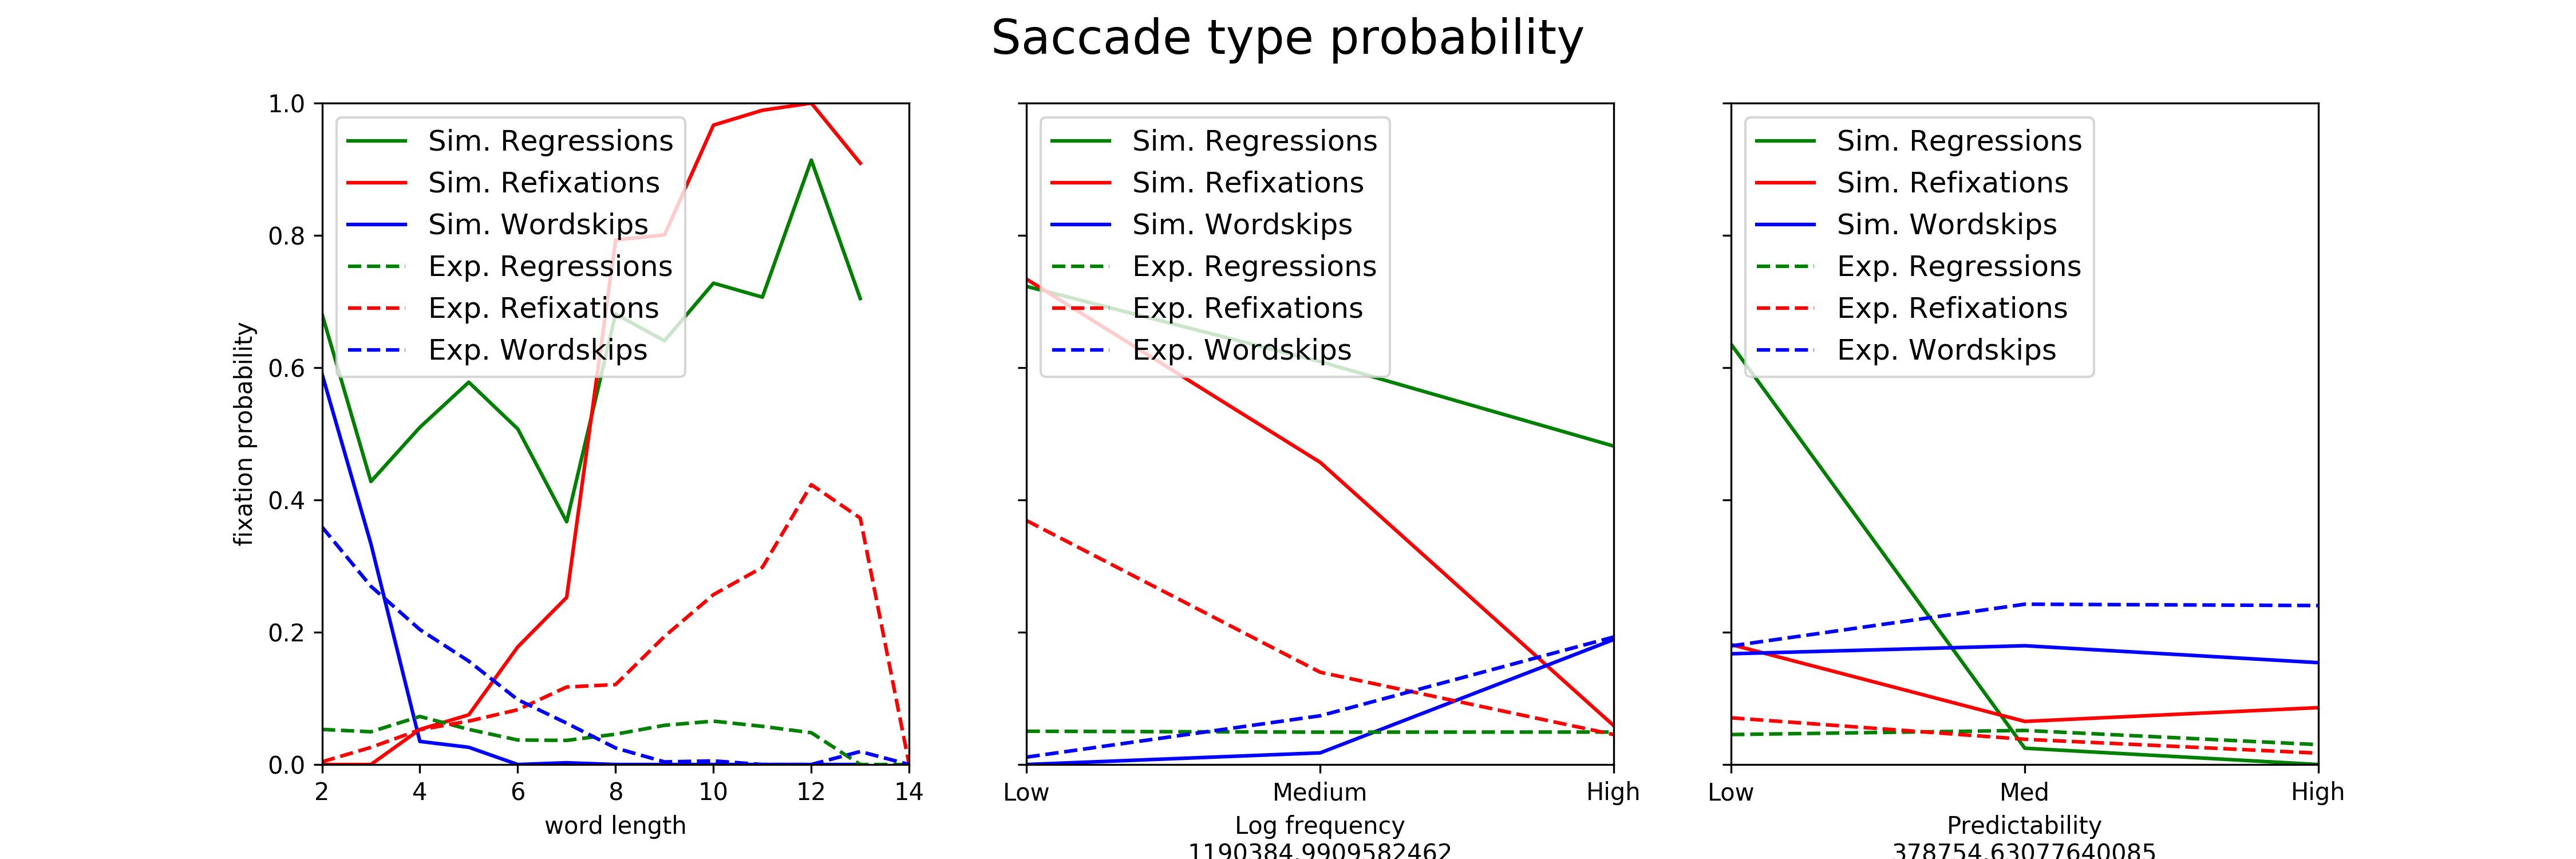 Saccade type probability
fixation probability
1.0
0.8
0.6
0.4
0.2
0.0
Sim. Regressions
Sim. Refixations
Sim. Wordskips
Exp. Regressions
Exp. Refixations
Exp. Wordskips
2 4 6 8 10 12 14
word length
Sim. Regressions
Sim. Refixations
Sim. Wordskips
Exp. Regressions
Exp. Refixations
Exp. Wordskips
Low Medium High
Log frequency
1190384.9909582462
Sim. Regressions
Sim. Refixations
Sim. Wordskips
Exp. Regressions
Exp. Refixations
Exp. Wordskips
Low Med High
Predictability
378754.63077640085